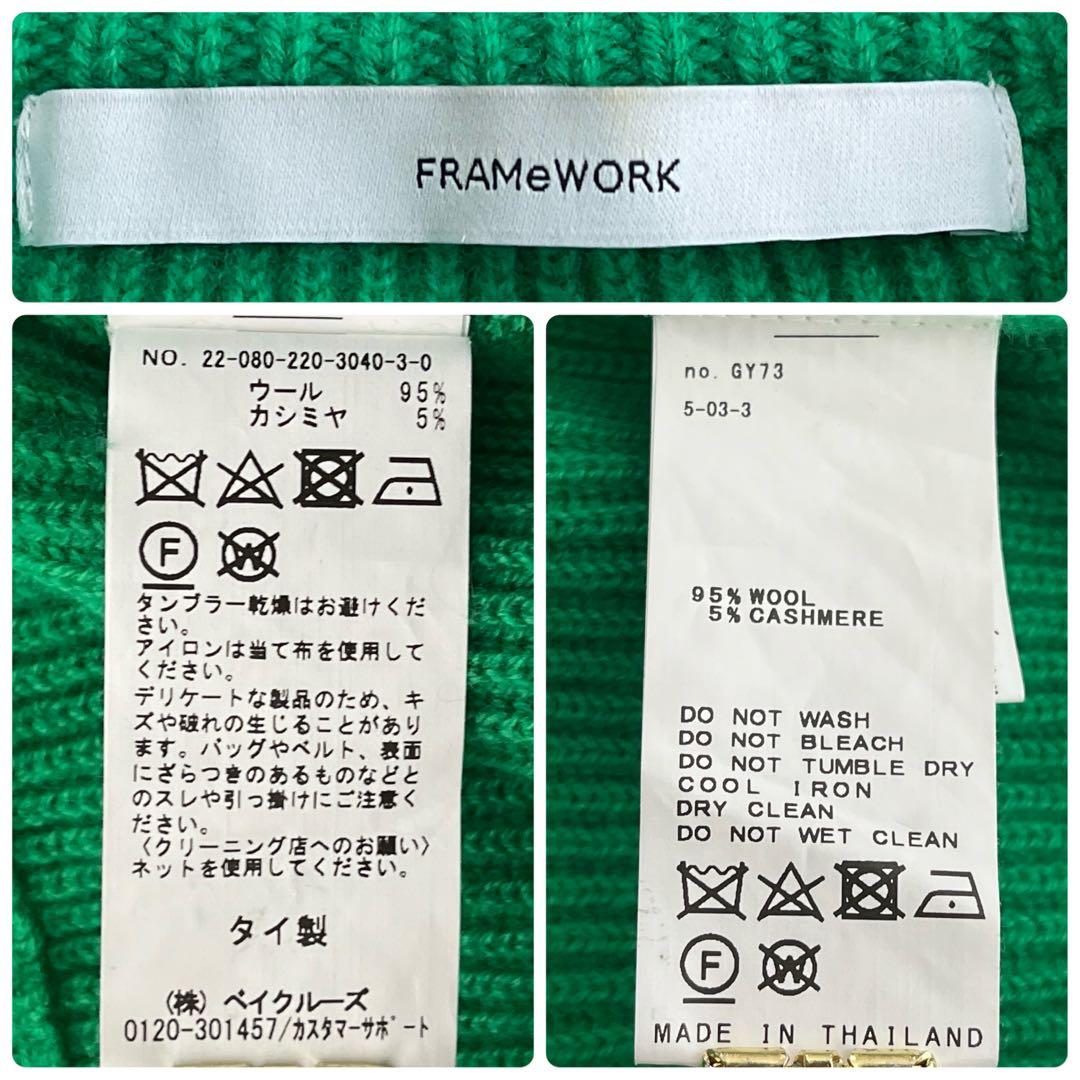 FRAMeWORK
NO. 22-080-220-3040-3-0
ウール 95%
カシミヤ 5%
F
W
タンブラー乾燥はお避けくだ
さい。
アイロンは当て布を使用して
ください。
デリケートな製品のため、キ
ズや破れの生じることがあり
ます。バッグやベルト、表面
にざらつきのあるものなどと
のスレや引っ掛けにご注意く
ださい。
〈クリーニング店へのお願い〉
ネットを使用してください。
タイ製
(株) ベイクルーズ
0120-301457/カスタマーサポート
no. GY73
5-03-3
95% WOOL
5% CASHMERE
DO NOT WASH
DO NOT BLEACH
DO NOT TUMBLE DRY
COOL IRON
DRY CLEAN
DO NOT WET CLEAN
F
W
MADE IN THAILAND